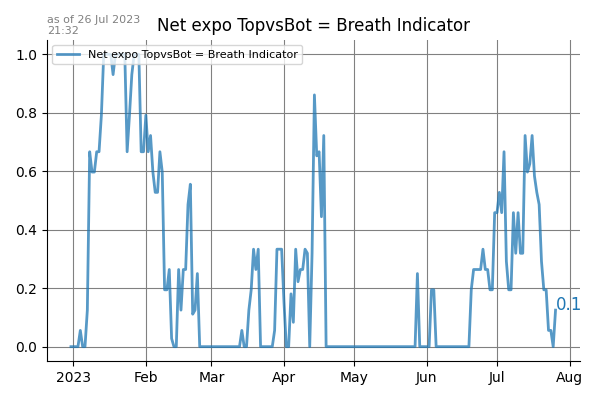 as of 26 Jul 2023
21:32
Net expo TopvsBot = Breath Indicator
Net expo TopvsBot = Breath Indicator
1.0
0.8
0.6
0.4
0.2
0.0
0.1
2023 Feb Mar Apr May Jun Jul Aug